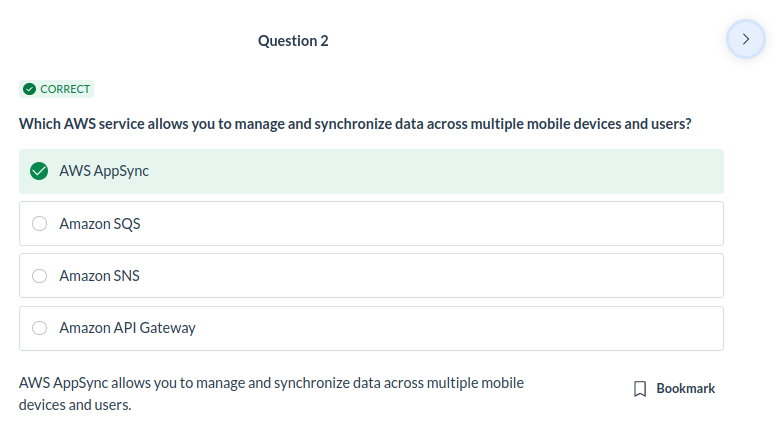 Question 2
CORRECT
Which AWS service allows you to manage and synchronize data across multiple mobile devices and users?
AWS AppSync
Amazon SQS
Amazon SNS
Amazon API Gateway
AWS AppSync allows you to manage and synchronize data across multiple mobile
devices and users.
Bookmark